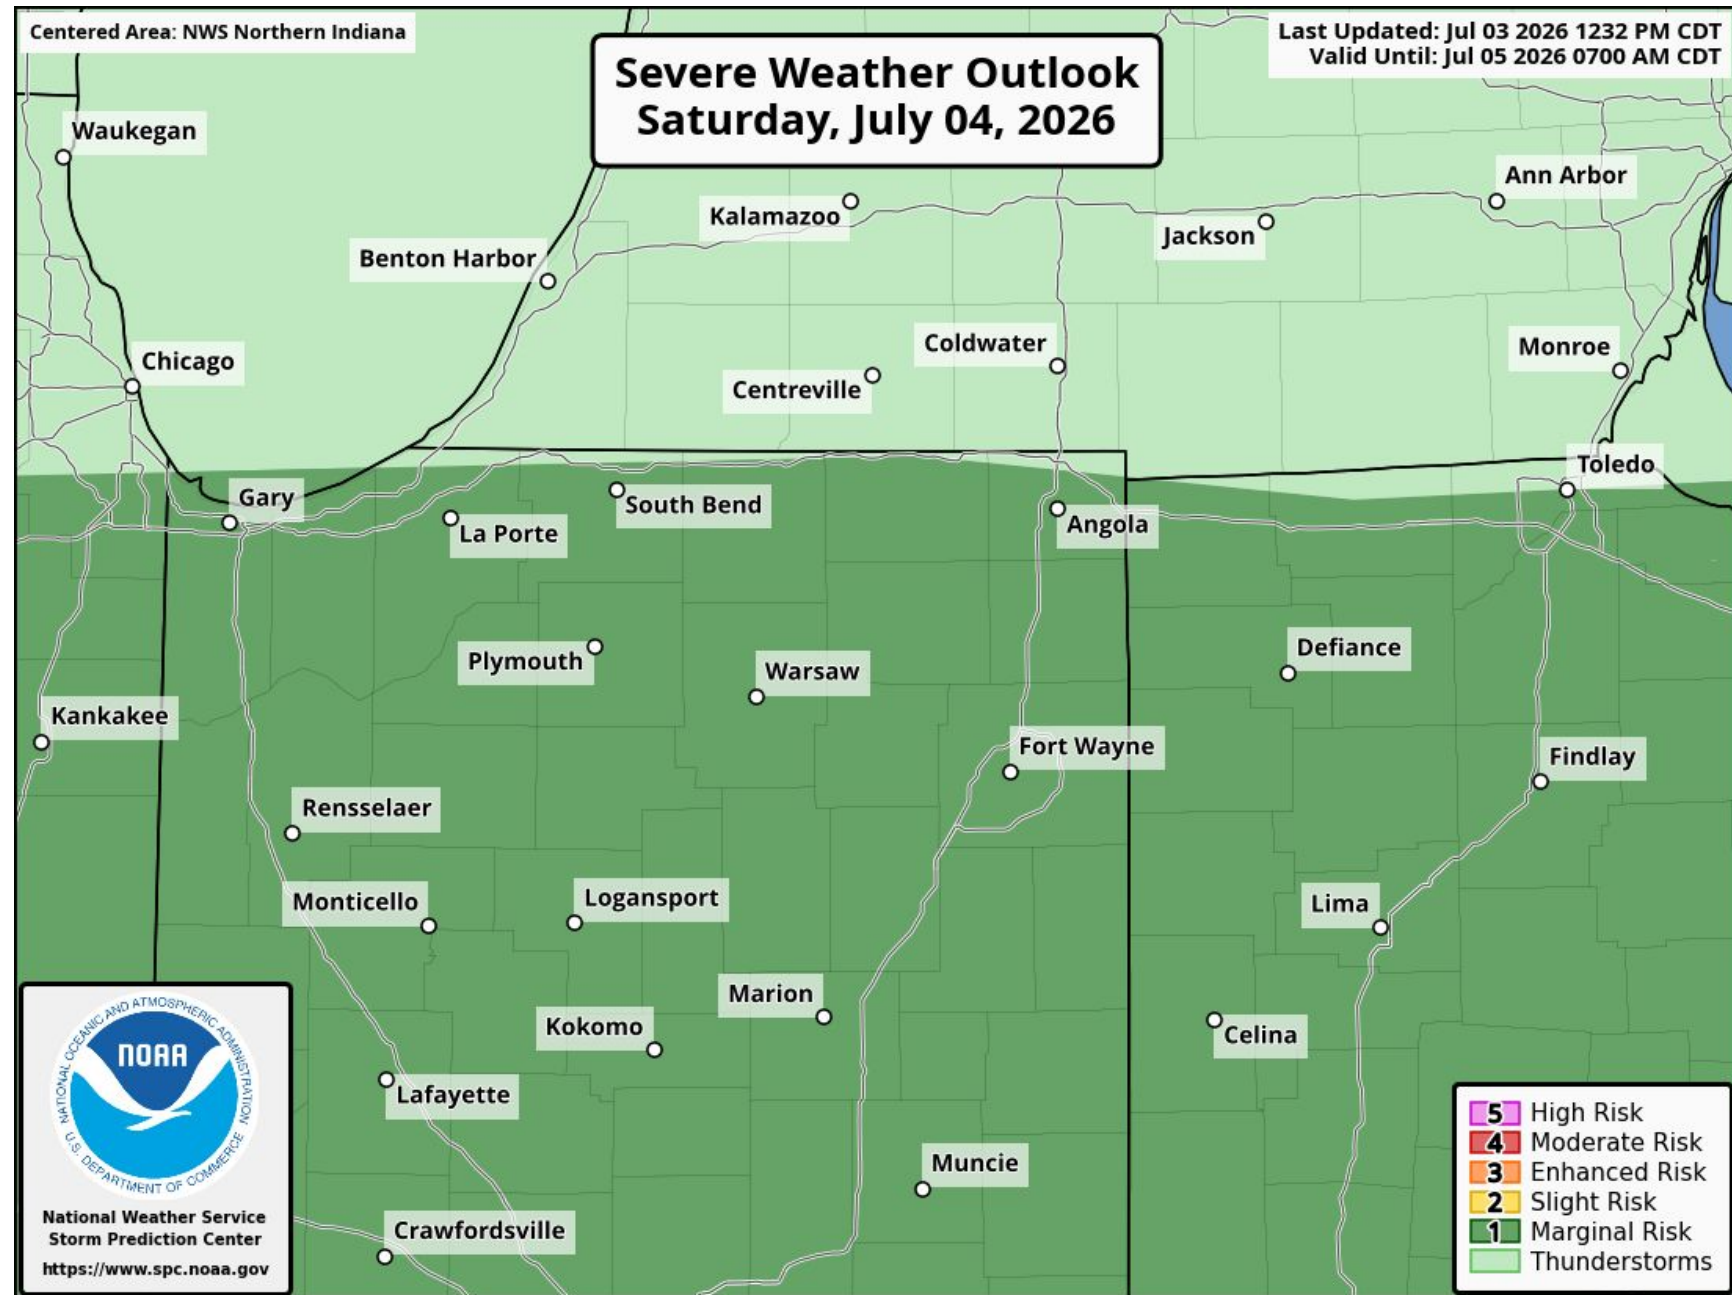 Centered Area: NWS Northern Indiana
Severe Weather Outlook
Saturday, July 04, 2026
Last Updated: Jul 03 2026 1232 PM CDT
Valid Until: Jul 05 2026 0700 AM CDT
Waukegan
Ann Arbor
Kalamazoo
Jackson
Benton Harbor
Coldwater
Monroe
Chicago
Centreville
Toledo
Gary
South Bend
La Porte
Angola
Defiance
Plymouth
Warsaw
Kankakee
Fort Wayne
Findlay
Rensselaer
Logansport
Monticello
Lima
Marion
Kokomo
Celina
Lafayette
Muncie
Crawfordsville
NATIONAL OCEANIC AND ATMOSPHERIC ADMINISTRATION
NOAA
U.S. DEPARTMENT OF COMMERCE
National Weather Service
Storm Prediction Center
https://www.spc.noaa.gov
5 High Risk
4 Moderate Risk
3 Enhanced Risk
2 Slight Risk
1 Marginal Risk
Thunderstorms